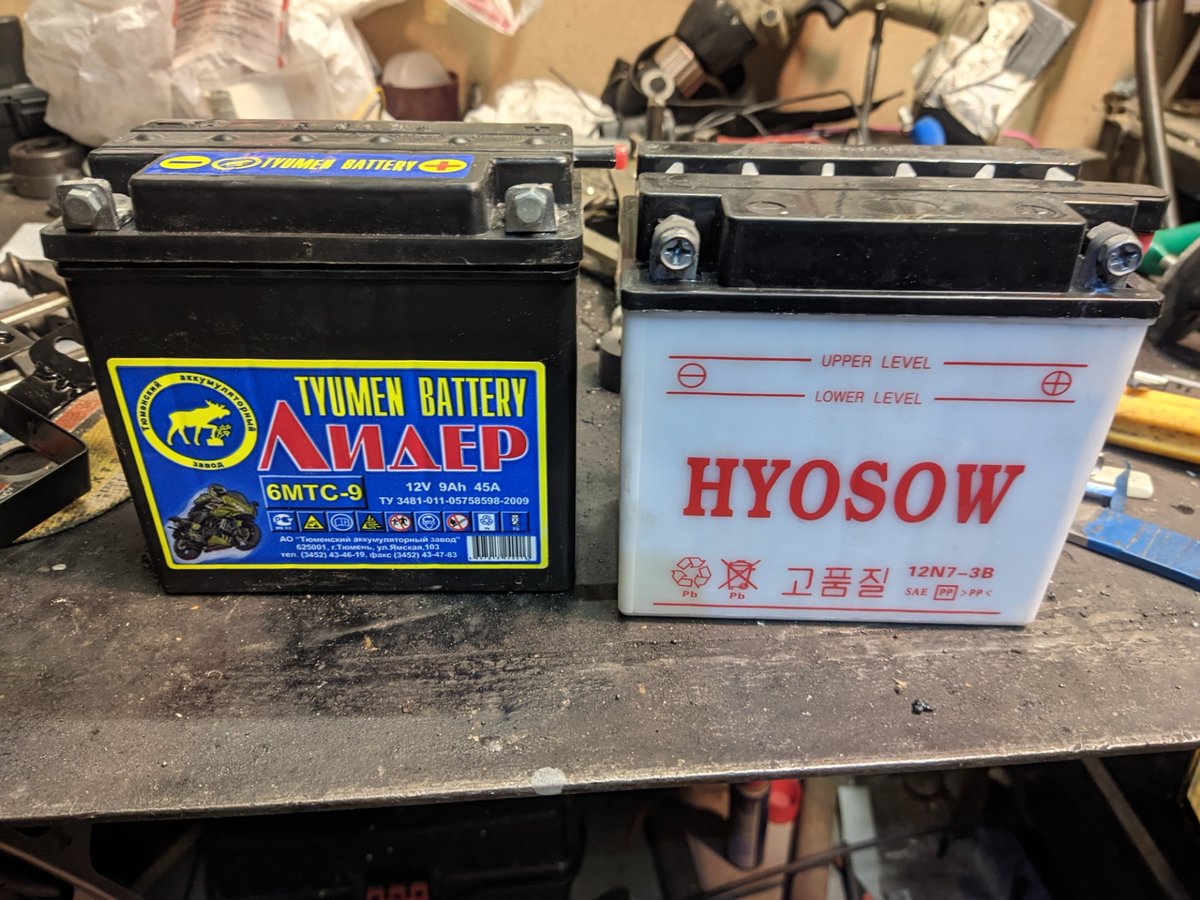 TYUMEN BATTERY
Тюменский аккумуляторный завод
TYUMEN BATTERY
ЛИДЕР
6МТС-9
12V 9Ah 45A
ТУ 3481-011-05758598-2009
АО "Тюменский аккумуляторный завод"
625001, г.Тюмень, ул.Ямская,103
тел. (3452) 43-46-19, факс (3452) 43-47-83
UPPER LEVEL
LOWER LEVEL
HYOSOW
Pb
Pb
고품질
12N7-3B
SAE PP >PP<